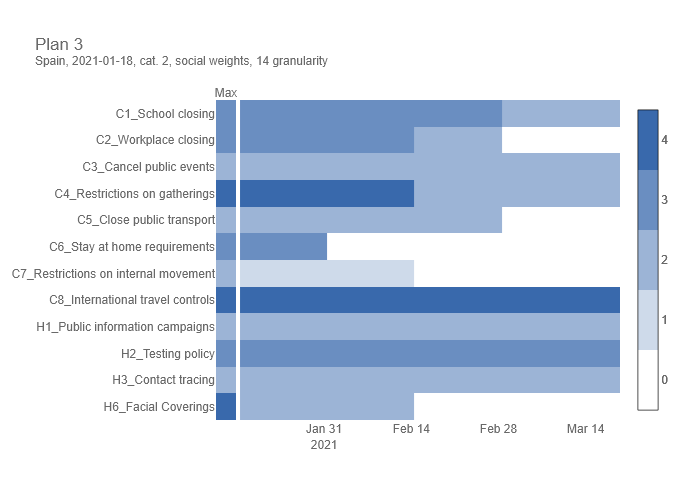 Plan 3
Spain, 2021-01-18, cat. 2, social weights, 14 granularity
Max
C1_School closing
C2_Workplace closing
C3_Cancel public events
C4_Restrictions on gatherings
C5_Close public transport
C6_Stay at home requirements
C7_Restrictions on internal movement
C8_International travel controls
H1_Public information campaigns
H2_Testing policy
H3_Contact tracing
H6_Facial Coverings
Jan 31 Feb 14 Feb 28 Mar 14
2021
4
3
2
1
0